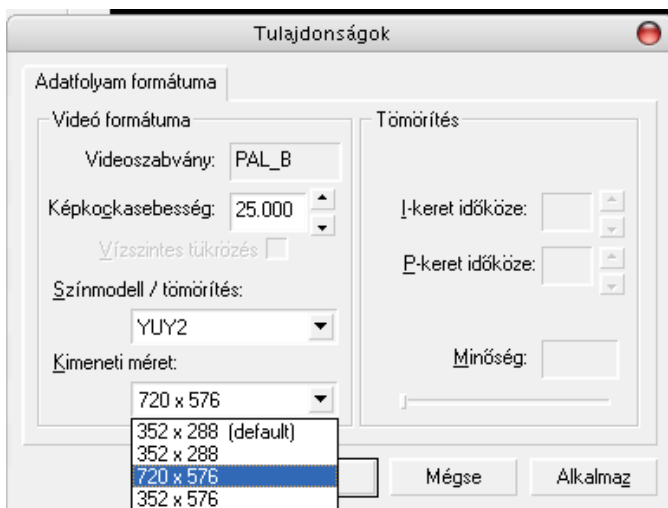 Tulajdonságok
Adatfolyam formátuma
Videó formátuma
Videoszabvány: PAL_B
Képkockasebesség: 25.000
Vízszintes tükrözés
Színmodell / tömörítés:
YUY2
Kimeneti méret:
720 x 576
352 x 288 (default)
352 x 288
720 x 576
352 x 576
Tömörítés
I-keret időköze:
P-keret időköze:
Minőség:
Mégse
Alkalmaz